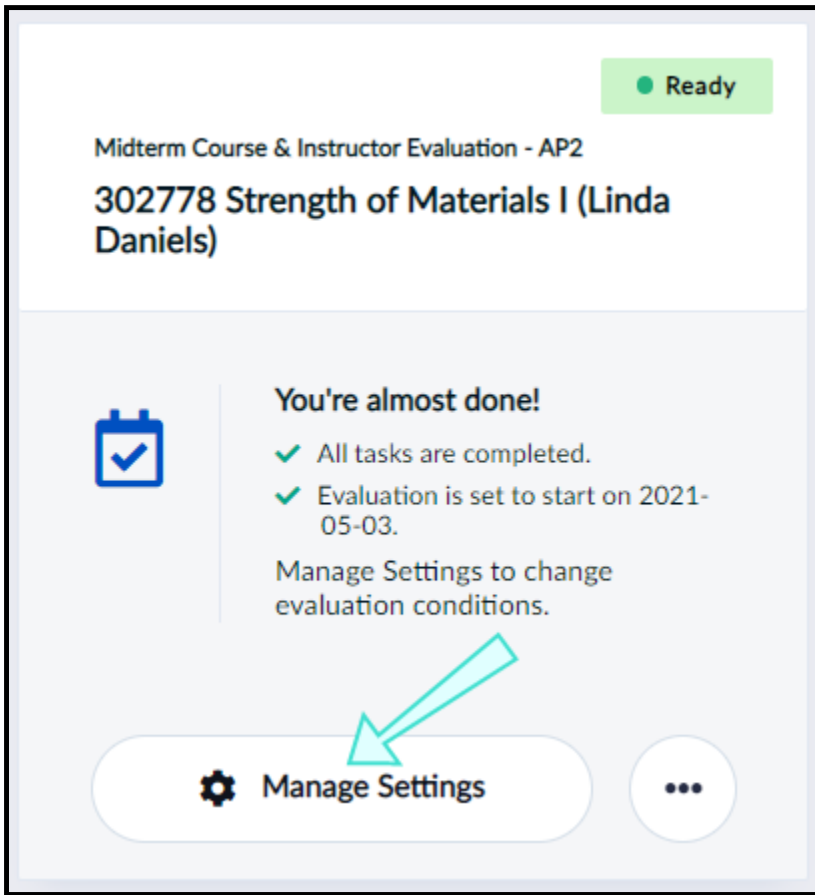 Ready
Midterm Course & Instructor Evaluation - AP2
302778 Strength of Materials I (Linda
Daniels)
You're almost done!
All tasks are completed.
Evaluation is set to start on 2021-
05-03.
Manage Settings to change
evaluation conditions.
Manage Settings